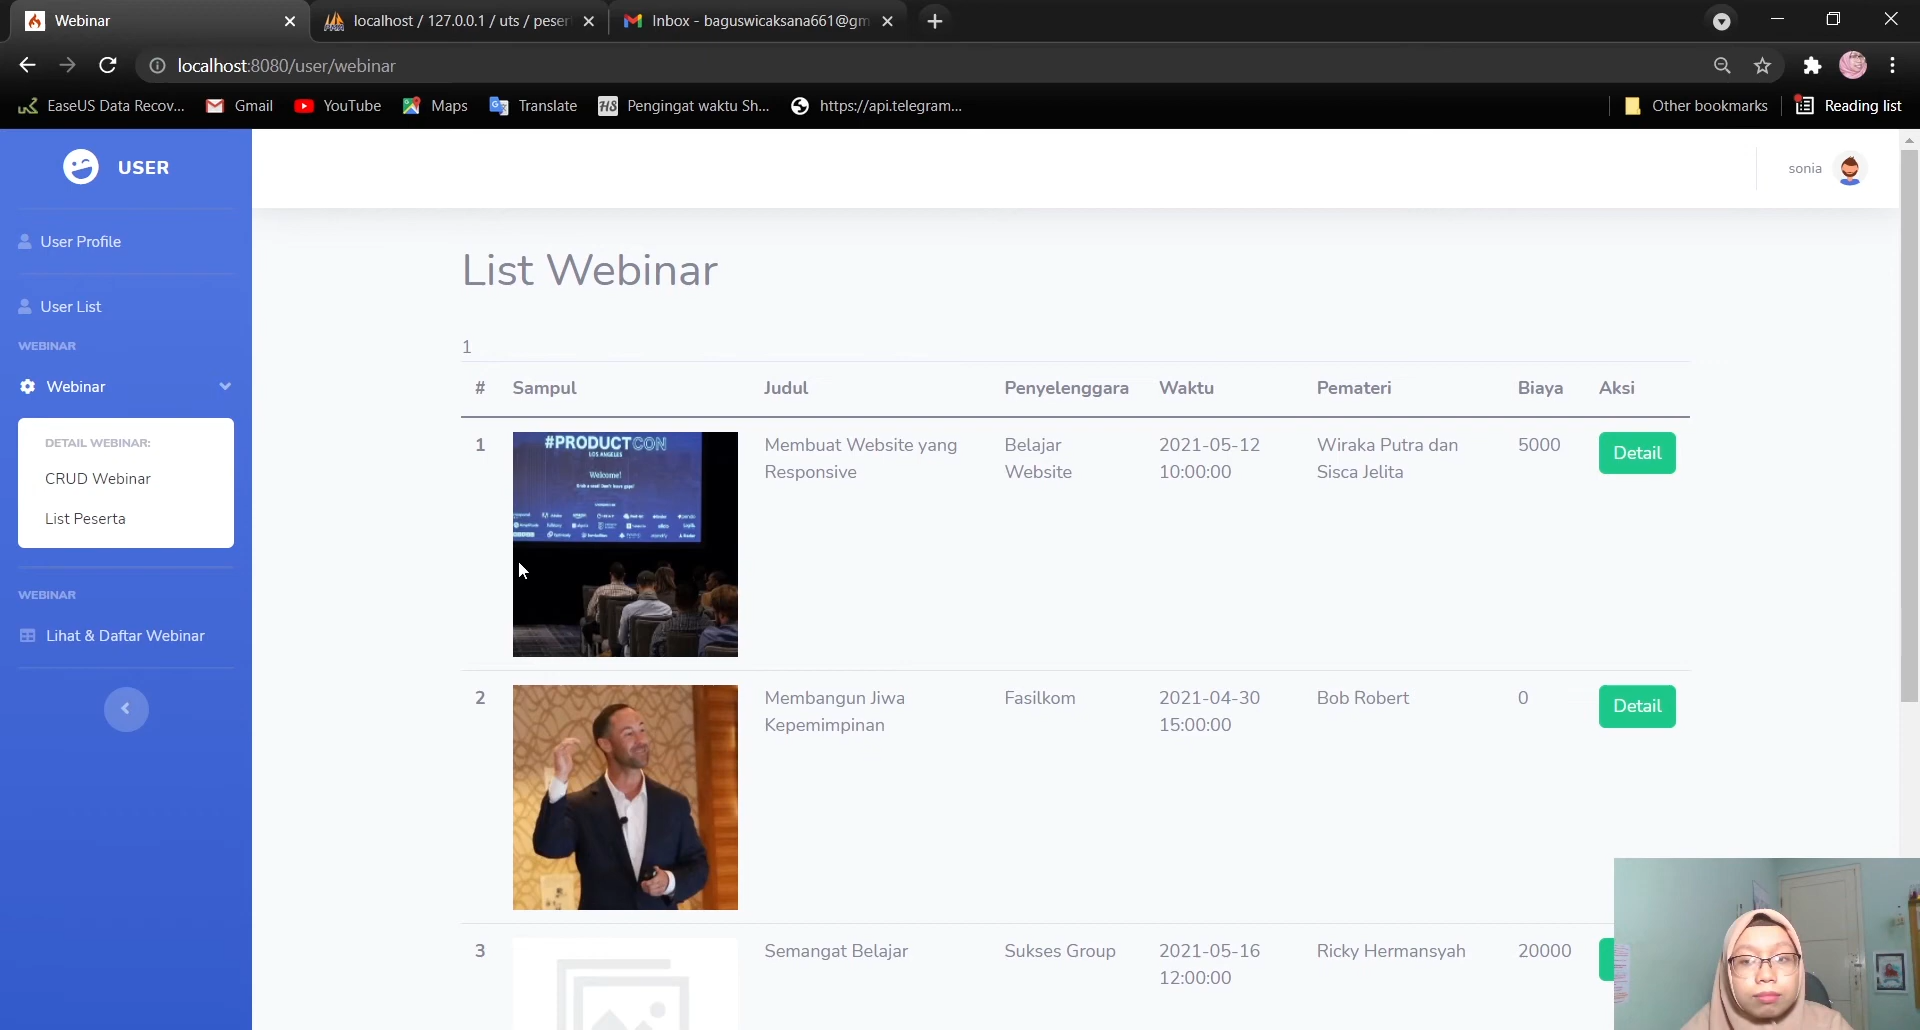 Webinar
localhost / 127.0.0.1 / uts / peser
Inbox - baguswicaksana661@gm
localhost:8080/user/webinar
EaseUS Data Recov...
Gmail
YouTube
Maps
Translate
HS
Pengingat waktu Sh...
https://api.telegram...
Other bookmarks
Reading list
USER
sonia
User Profile
User List
WEBINAR
Webinar
DETAIL WEBINAR:
CRUD Webinar
List Peserta
WEBINAR
Lihat & Daftar Webinar
List Webinar
1
# Sampul Judul Penyelenggara Waktu Pemateri Biaya Aksi
1 Membuat Website yang Belajar 2021-05-12 Wiraka Putra dan 5000 Detail
Responsive Website 10:00:00 Sisca Jelita
#PRODUCTCON
LOS ANGELES
Welcome!
2 Membangun Jiwa Fasilkom 2021-04-30 Bob Robert 0 Detail
Kepemimpinan 15:00:00
3 Semangat Belajar Sukses Group 2021-05-16 Ricky Hermansyah 20000
12:00:00